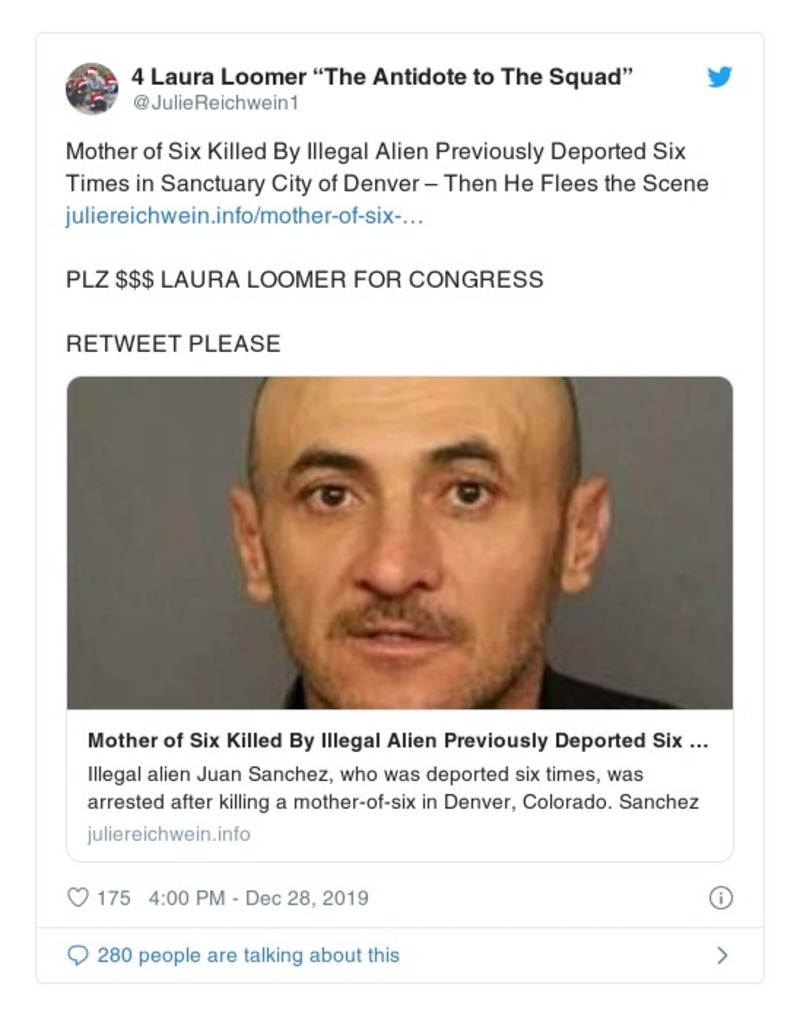 4 Laura Loomer “The Antidote to The Squad”
@JulieReichwein1
Mother of Six Killed By Illegal Alien Previously Deported Six
Times in Sanctuary City of Denver – Then He Flees the Scene
juliereichwein.info/mother-of-six-…
PLZ $$$ LAURA LOOMER FOR CONGRESS
RETWEET PLEASE
Mother of Six Killed By Illegal Alien Previously Deported Six ...
Illegal alien Juan Sanchez, who was deported six times, was
arrested after killing a mother-of-six in Denver, Colorado. Sanchez
juliereichwein.info
175 4:00 PM - Dec 28, 2019
280 people are talking about this